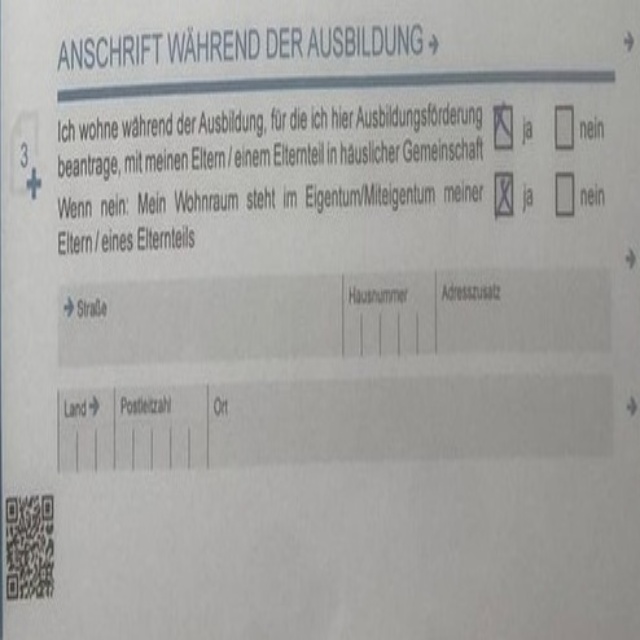 ANSCHRIFT WÄHREND DER AUSBILDUNG →
Ich wohne während der Ausbildung, für die ich hier Ausbildungsförderung
beantrage, mit meinen Eltern / einem Elternteil in häuslicher Gemeinschaft
ja nein
3
Wenn nein: Mein Wohnraum steht im Eigentum/Miteigentum meiner
Eltern / eines Elternteils
ja nein
→ Straße Hausnummer Adresszusatz
Land → Postleitzahl Ort